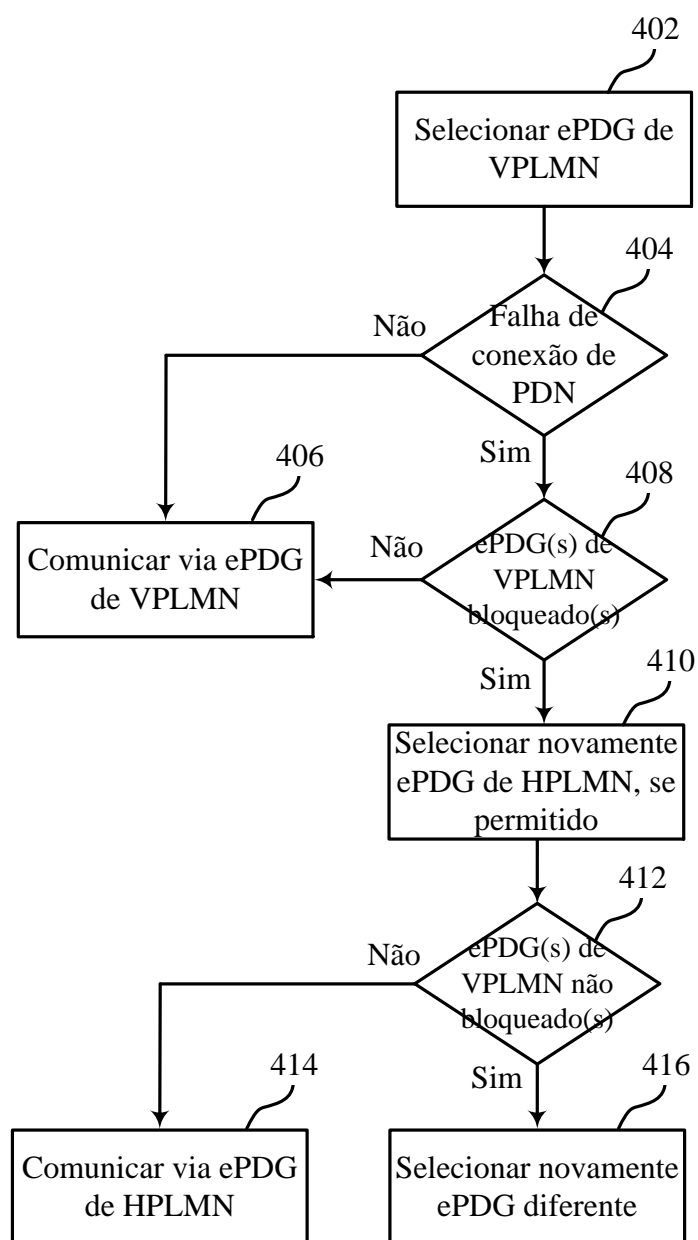 402
Selecionar ePDG de
VPLMN
404
Falha de
conexão de
PDN
Não
Sim
406
Comunicar via ePDG
de VPLMN
408
ePDG(s) de
VPLMN
bloqueado(s)
Não
Sim
410
Selecionar novamente
ePDG de HPLMN, se
permitido
412
ePDG(s) de
VPLMN não
bloqueado(s)
Não
Sim
414
Comunicar via ePDG
de HPLMN
416
Selecionar novamente
ePDG diferente